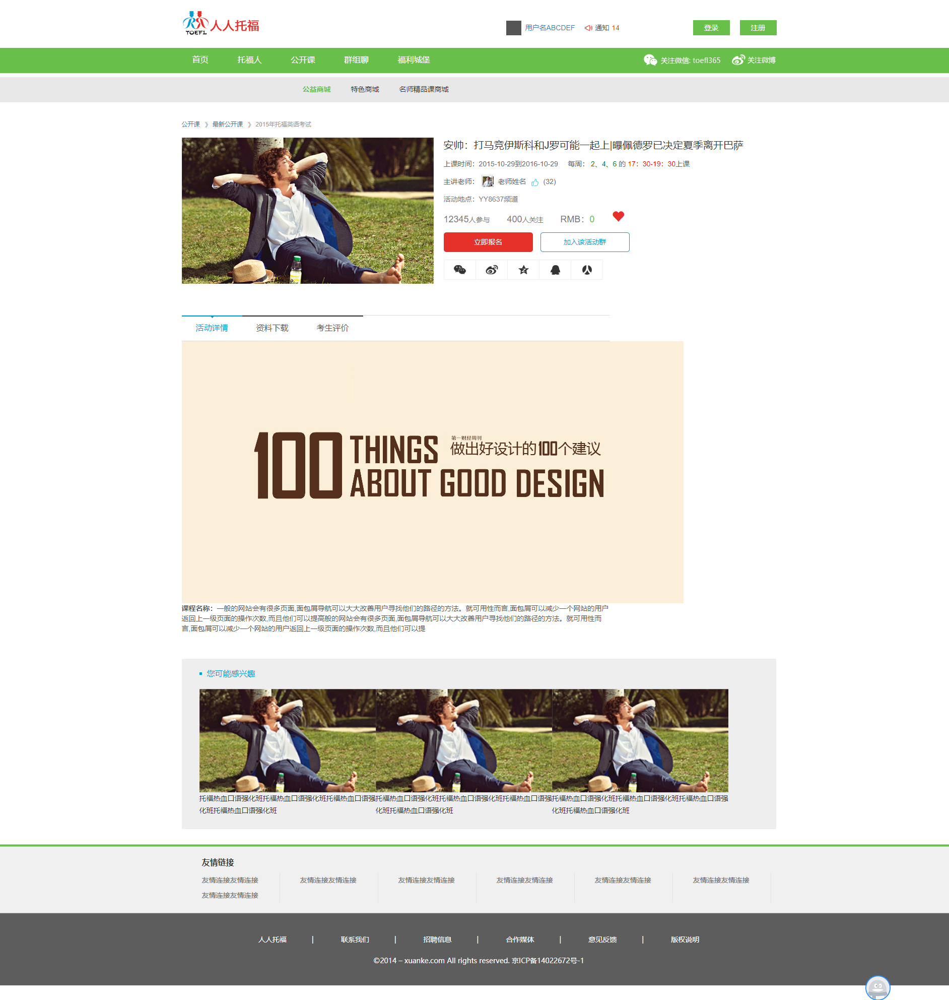 TOEFL 人人托福
用户名ABCDEF 通知 14
登录 注册
首页 托福人 公开课 群组聊 福利城堡
关注微信: toefl365 关注微博
公益商城 特色商城 名师精品课商城
公开课 》 最新公开课 》 2015年托福英语考试
安帅：打马竞伊斯科和J罗可能一起上|曝佩德罗已决定夏季离开巴萨
上课时间：2015-10-29到2016-10-29 每周： 2、4、6 的 17：30-19：30上课
主讲老师： 老师姓名 (32)
活动地点：YY8637频道
12345人参与 400人关注 RMB：0
立即报名 加入该活动群
活动详情 资料下载 考生评价
第一财经周刊
100 THINGS 做出好设计的100个建议
ABOUT GOOD DESIGN
课程名称：一般的网站会有很多页面,面包屑导航可以大大改善用户寻找他们的路径的方法。就可用性而言,面包屑可以减少一个网站的用户
返回上一级页面的操作次数,而且他们可以提高般的网站会有很多页面,面包屑导航可以大大改善用户寻找他们的路径的方法。就可用性而
言,面包屑可以减少一个网站的用户返回上一级页面的操作次数,而且他们可以提
您可能感兴趣
托福热血口语强化班托福热血口语强化班托福热血口语强
化班托福热血口语强化班
托福热血口语强化班托福热血口语强化班托福热血口语强
化班托福热血口语强化班
托福热血口语强化班托福热血口语强化班托福热血口语强
化班托福热血口语强化班
友情链接
友情连接友情连接 友情连接友情连接 友情连接友情连接 友情连接友情连接 友情连接友情连接 友情连接友情连接
友情连接友情连接
人人托福 | 联系我们 | 招聘信息 | 合作媒体 | 意见反馈 | 版权说明
©2014 – xuanke.com All rights reserved. 京ICP备14022672号-1